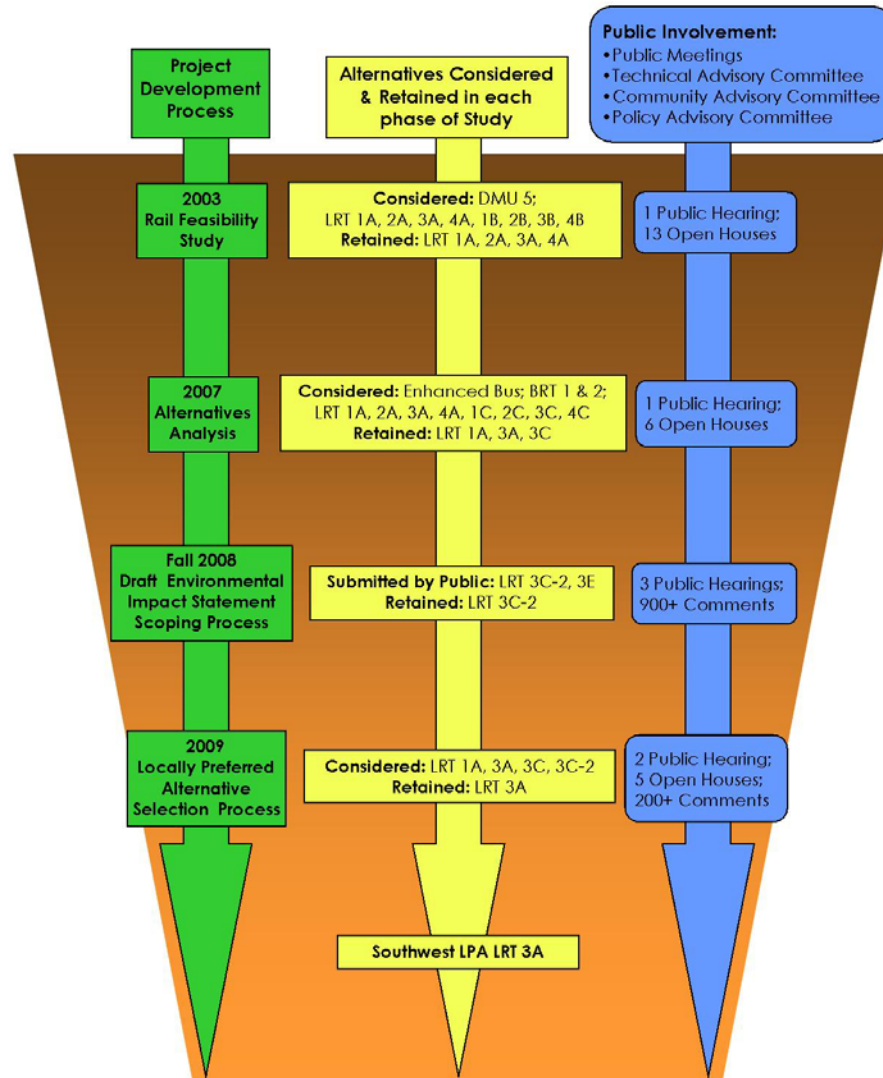 Project
Development
Process
Alternatives Considered
& Retained in each
phase of Study
Public Involvement:
•Public Meetings
•Technical Advisory Committee
•Community Advisory Committee
•Policy Advisory Committee
2003
Rail Feasibility
Study
Considered: DMU 5;
LRT 1A, 2A, 3A, 4A, 1B, 2B, 3B, 4B
Retained: LRT 1A, 2A, 3A, 4A
1 Public Hearing;
13 Open Houses
2007
Alternatives
Analysis
Considered: Enhanced Bus; BRT 1 & 2;
LRT 1A, 2A, 3A, 4A, 1C, 2C, 3C, 4C
Retained: LRT 1A, 3A, 3C
1 Public Hearing;
6 Open Houses
Fall 2008
Draft Environmental
Impact Statement
Scoping Process
Submitted by Public: LRT 3C-2, 3E
Retained: LRT 3C-2
3 Public Hearings;
900+ Comments
2009
Locally Preferred
Alternative
Selection Process
Considered: LRT 1A, 3A, 3C, 3C-2
Retained: LRT 3A
2 Public Hearing;
5 Open Houses;
200+ Comments
Southwest LPA LRT 3A